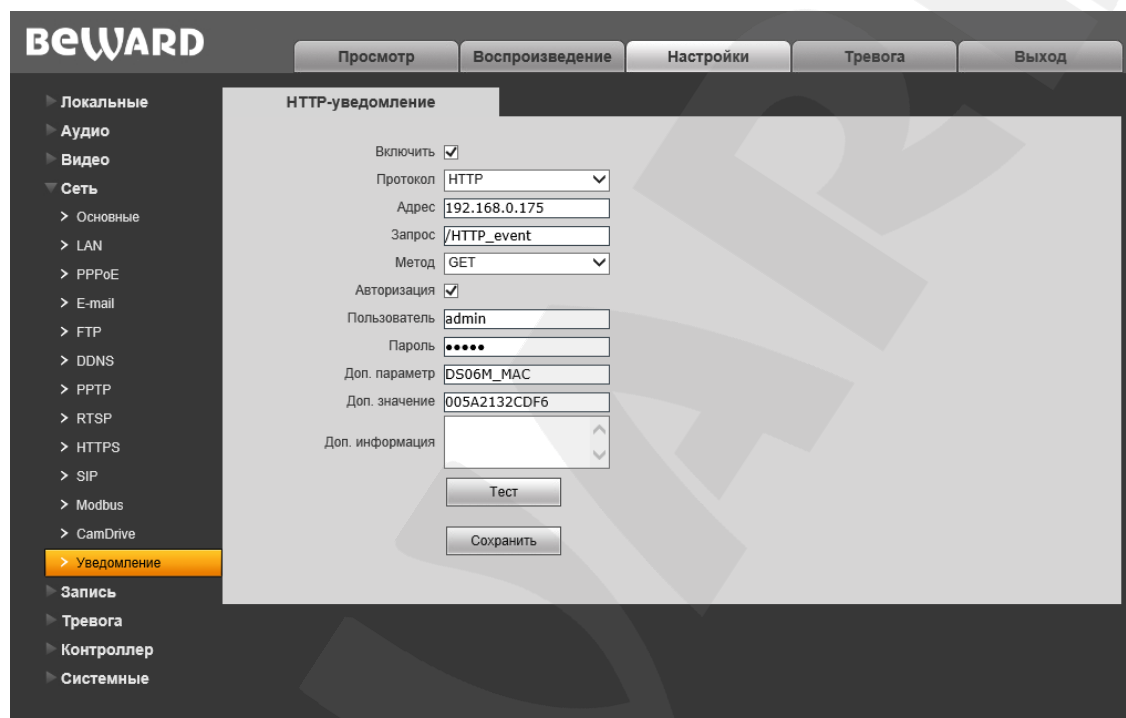 BEWARD
Просмотр
Воспроизведение
Настройки
Тревога
Выход
Локальные
Аудио
Видео
Сеть
Основные
LAN
PPPoE
E-mail
FTP
DDNS
PPTP
RTSP
HTTPS
SIP
Modbus
CamDrive
Уведомление
Запись
Тревога
Контроллер
Системные
HTTP-уведомление
Включить
Протокол HTTP
Адрес 192.168.0.175
Запрос /HTTP_event
Метод GET
Авторизация
Пользователь admin
Пароль •••••
Доп. параметр DS06M_MAC
Доп. значение 005A2132CDF6
Доп. информация
Тест
Сохранить